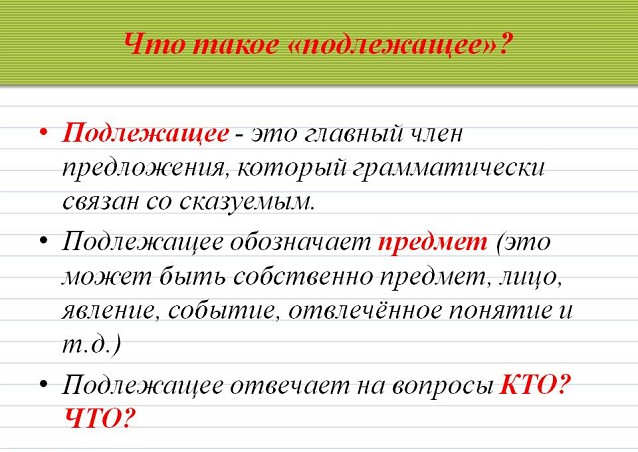 Что такое «подлежащее»?
• Подлежащее - это главный член
предложения, который грамматически
связан со сказуемым.
• Подлежащее обозначает предмет (это
может быть собственно предмет, лицо,
явление, событие, отвлечённое понятие и
т.д.)
• Подлежащее отвечает на вопросы КТО?
ЧТО?